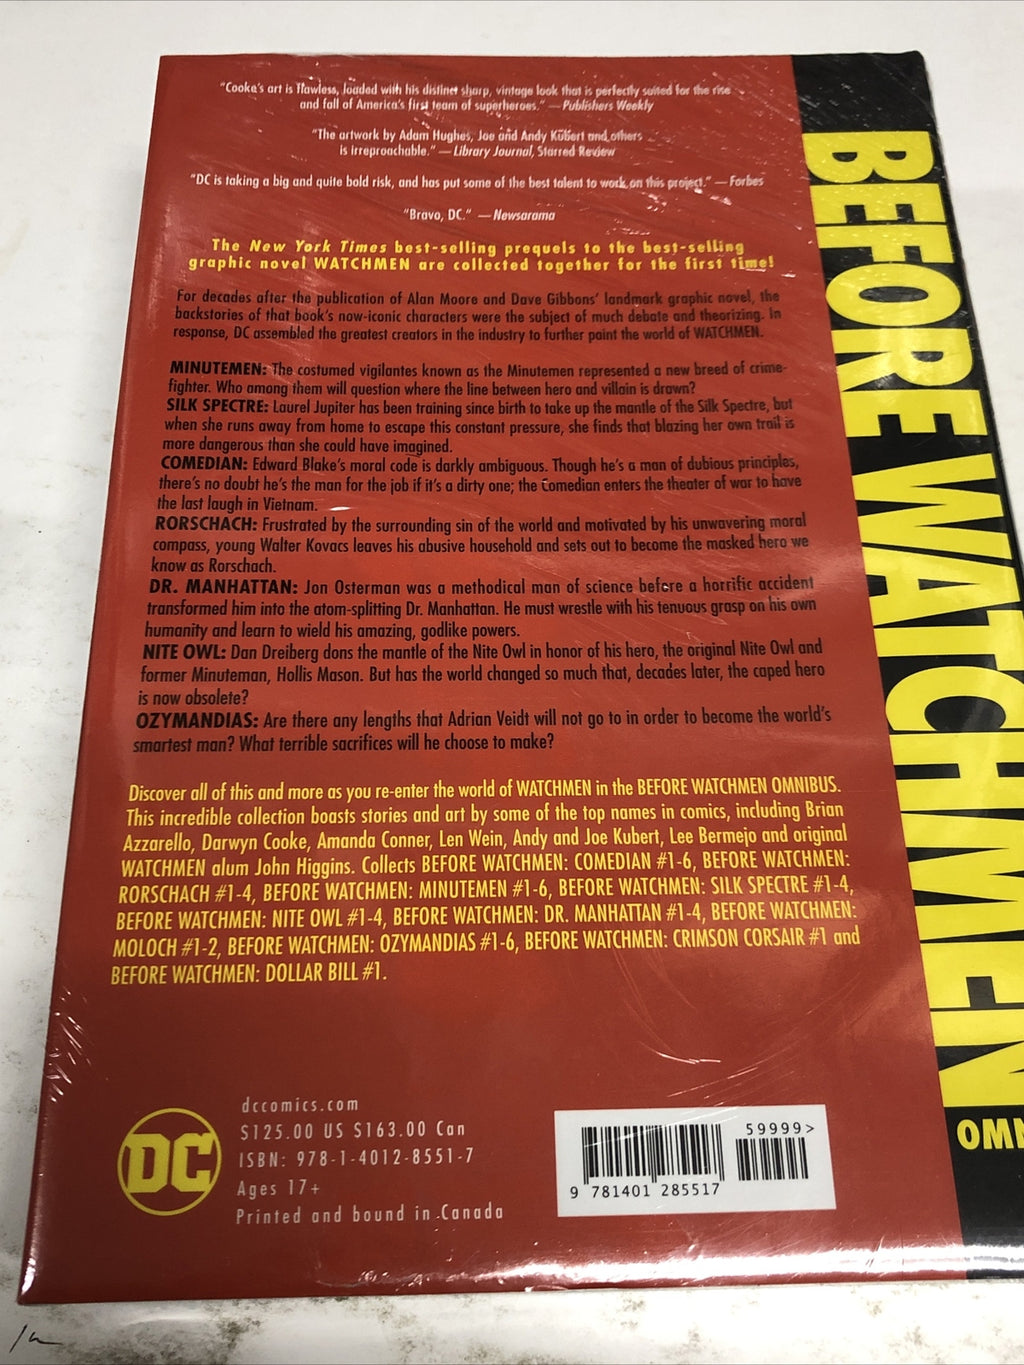 "Cooke's art is flawless, loaded with his distinct sharp, vintage look that is perfectly suited for the rise
and fall of America's first team of superheroes." — Publishers Weekly
"The artwork by Adam Hughes, Joe and Andy Kubert and others
is irreproachable." — Library Journal, Starred Review
"DC is taking a big and quite bold risk, and has put some of the best talent to work on this project." — Forbes
"Bravo, DC." — Newsarama
The New York Times best-selling prequels to the best-selling
graphic novel WATCHMEN are collected together for the first time!
For decades after the publication of Alan Moore and Dave Gibbons' landmark graphic novel, the
backstories of that book's now-iconic characters were the subject of much debate and theorizing. In
response, DC assembled the greatest creators in the industry to further paint the world of WATCHMEN.
MINUTEMEN: The costumed vigilantes known as the Minutemen represented a new breed of crime-
fighter. Who among them will question where the line between hero and villain is drawn?
SILK SPECTRE: Laurel Jupiter has been training since birth to take up the mantle of the Silk Spectre, but
when she runs away from home to escape this constant pressure, she finds that blazing her own trail is
more dangerous than she could have imagined.
COMEDIAN: Edward Blake's moral code is darkly ambiguous. Though he's a man of dubious principles,
there's no doubt he's the man for the job if it's a dirty one; the Comedian enters the theater of war to have
the last laugh in Vietnam.
RORSCHACH: Frustrated by the surrounding sin of the world and motivated by his unwavering moral
compass, young Walter Kovacs leaves his abusive household and sets out to become the masked hero we
know as Rorschach.
DR. MANHATTAN: Jon Osterman was a methodical man of science before a horrific accident
transformed him into the atom-splitting Dr. Manhattan. He must wrestle with his tenuous grasp on his own
humanity and learn to wield his amazing, godlike powers.
NITE OWL: Dan Dreiberg dons the mantle of the Nite Owl in honor of his hero, the original Nite Owl and
former Minuteman, Hollis Mason. But has the world changed so much that, decades later, the caped hero
is now obsolete?
OZYMANDIAS: Are there any lengths that Adrian Veidt will not go to in order to become the world's
smartest man? What terrible sacrifices will he choose to make?
Discover all of this and more as you re-enter the world of WATCHMEN in the BEFORE WATCHMEN OMNIBUS.
This incredible collection boasts stories and art by some of the top names in comics, including Brian
Azzarello, Darwyn Cooke, Amanda Conner, Len Wein, Andy and Joe Kubert, Lee Bermejo and original
WATCHMEN alum John Higgins. Collects BEFORE WATCHMEN: COMEDIAN #1-6, BEFORE WATCHMEN:
RORSCHACH #1-4, BEFORE WATCHMEN: MINUTEMEN #1-6, BEFORE WATCHMEN: SILK SPECTRE #1-4,
BEFORE WATCHMEN: NITE OWL #1-4, BEFORE WATCHMEN: DR. MANHATTAN #1-4, BEFORE WATCHMEN:
MOLOCH #1-2, BEFORE WATCHMEN: OZYMANDIAS #1-6, BEFORE WATCHMEN: CRIMSON CORSAIR #1 and
BEFORE WATCHMEN: DOLLAR BILL #1.
DC
dccomics.com
$125.00 US $163.00 Can
ISBN: 978-1-4012-8551-7
Ages 17+
Printed and bound in Canada
59999>
9 781401 285517
BEFORE WATCHMEN
OMN